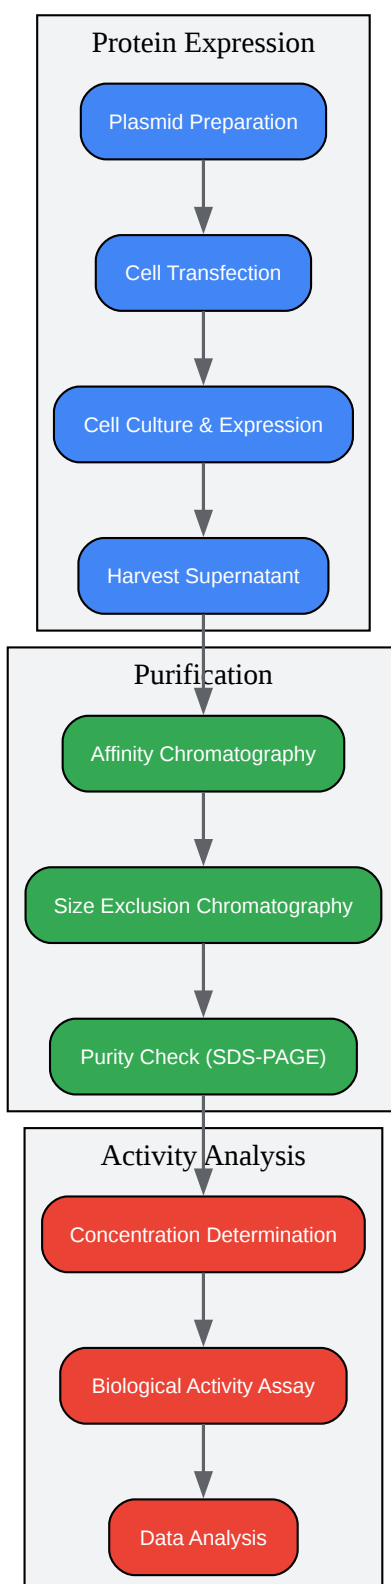 Protein Expression
Plasmid Preparation
Cell Transfection
Cell Culture & Expression
Harvest Supernatant
Purification
Affinity Chromatography
Size Exclusion Chromatography
Purity Check (SDS-PAGE)
Activity Analysis
Concentration Determination
Biological Activity Assay
Data Analysis